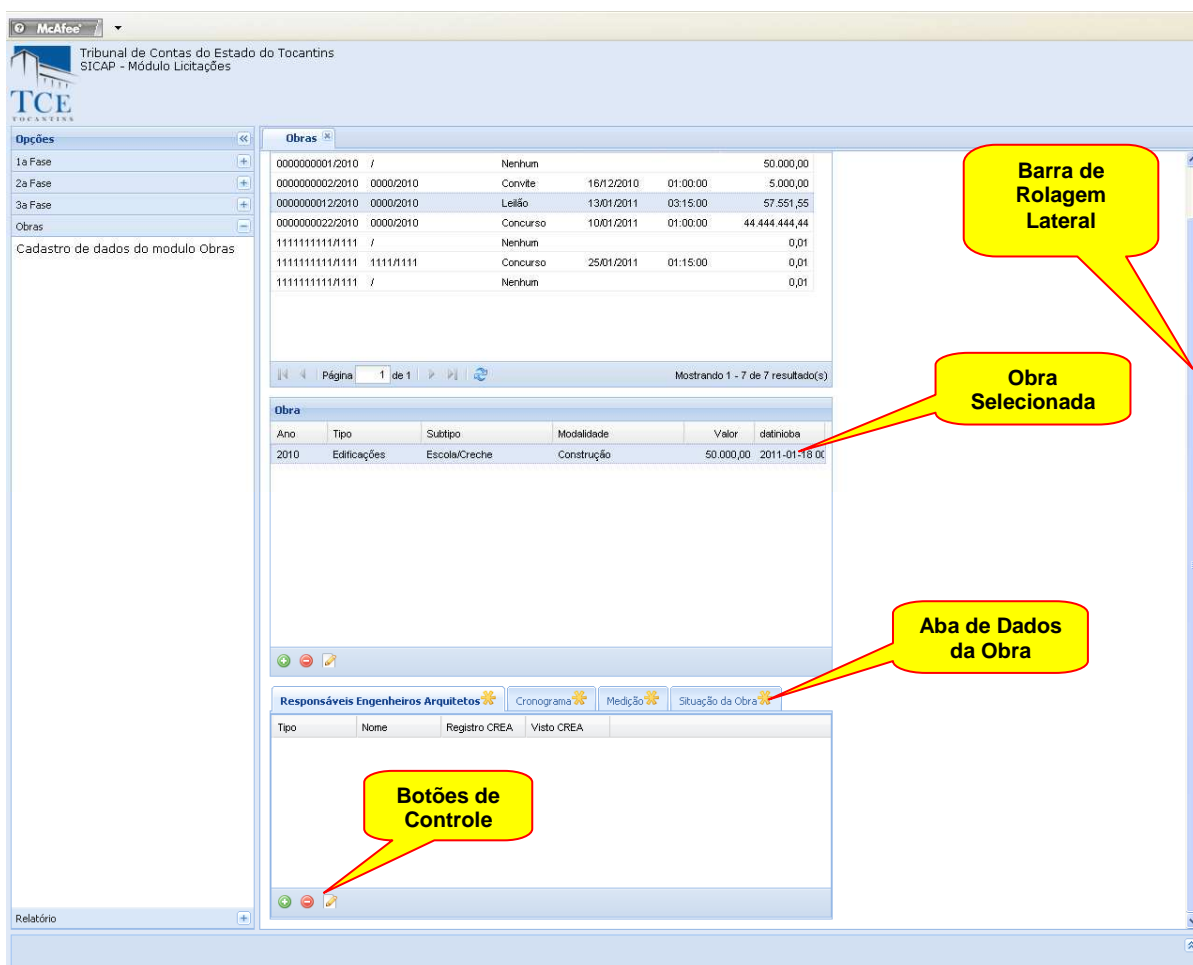 McAfee
Tribunal de Contas do Estado do Tocantins
SICAP - Módulo Licitações
TCE
TOCANTINS
Opções
1a Fase
2a Fase
3a Fase
Obras
Cadastro de dados do modulo Obras
Relatório
Obras
0000000001/2010 / Nenhum 50.000,00
0000000002/2010 0000/2010 Convite 16/12/2010 01:00:00 5.000,00
0000000012/2010 0000/2010 Leilão 13/01/2011 03:15:00 57.551,55
0000000022/2010 0000/2010 Concurso 10/01/2011 01:00:00 44.444.444,44
1111111111/1111 / Nenhum 0,01
1111111111/1111 1111/1111 Concurso 25/01/2011 01:15:00 0,01
1111111111/1111 / Nenhum 0,01
Página 1 de 1 Mostrando 1 - 7 de 7 resultado(s)
Obra
Ano Tipo Subtipo Modalidade Valor datinioba
2010 Edificações Escola/Creche Construção 50.000,00 2011-01-18 00
Responsáveis Engenheiros Arquitetos Cronograma Medição Situação da Obra
Tipo Nome Registro CREA Visto CREA
Barra de
Rolagem
Lateral
Obra
Selecionada
Aba de Dados
da Obra
Botões de
Controle